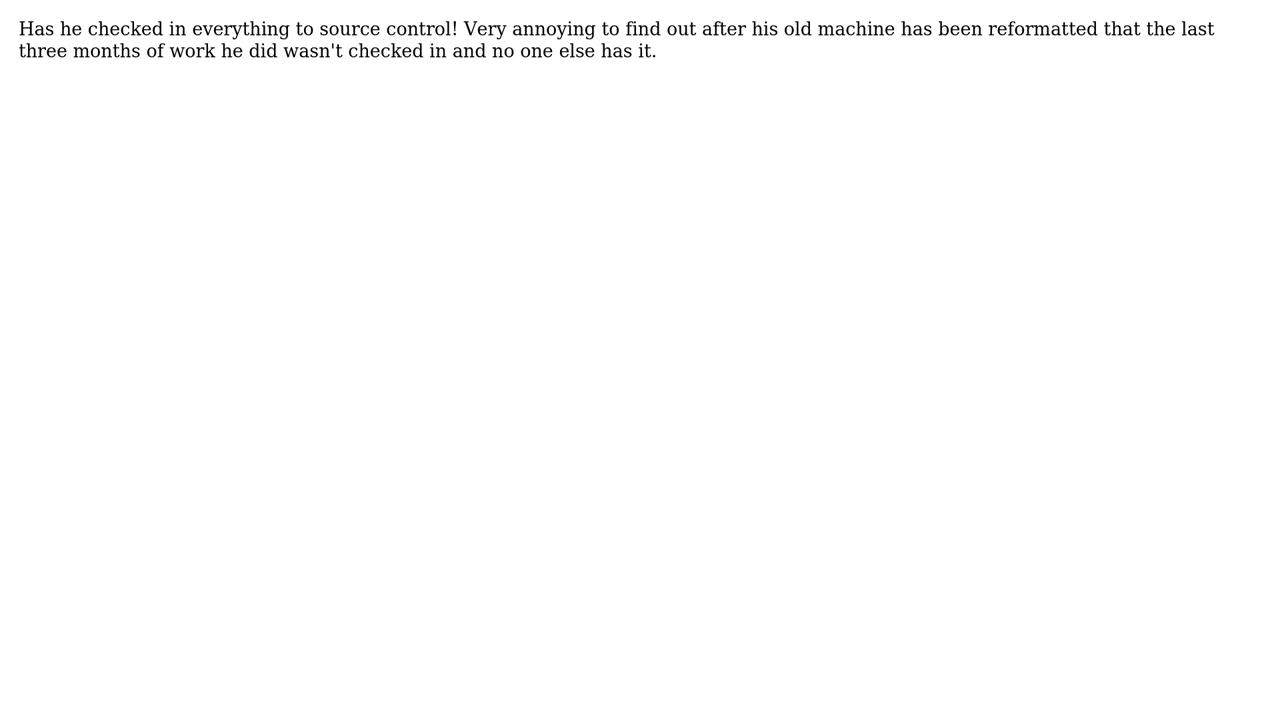 Has he checked in everything to source control! Very annoying to find out after his old machine has been reformatted that the last
three months of work he did wasn't checked in and no one else has it.